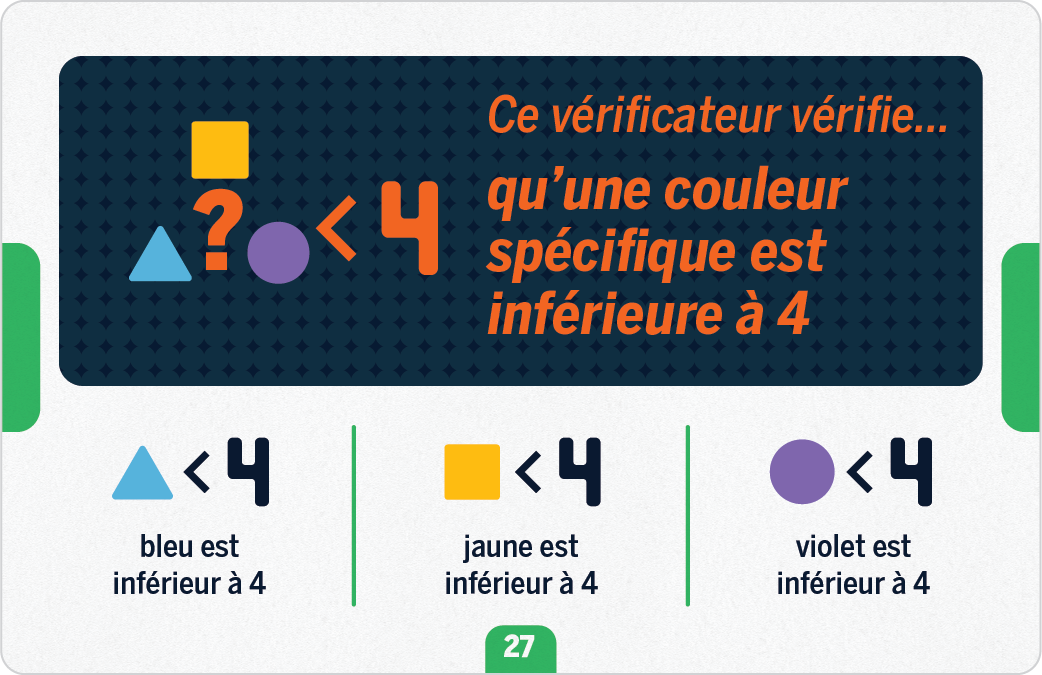 Ce vérificateur vérifie...
? < 4
qu'une couleur
spécifique est
inférieure à 4
< 4
< 4
< 4
bleu est
inférieur à 4
jaune est
inférieur à 4
violet est
inférieur à 4
27